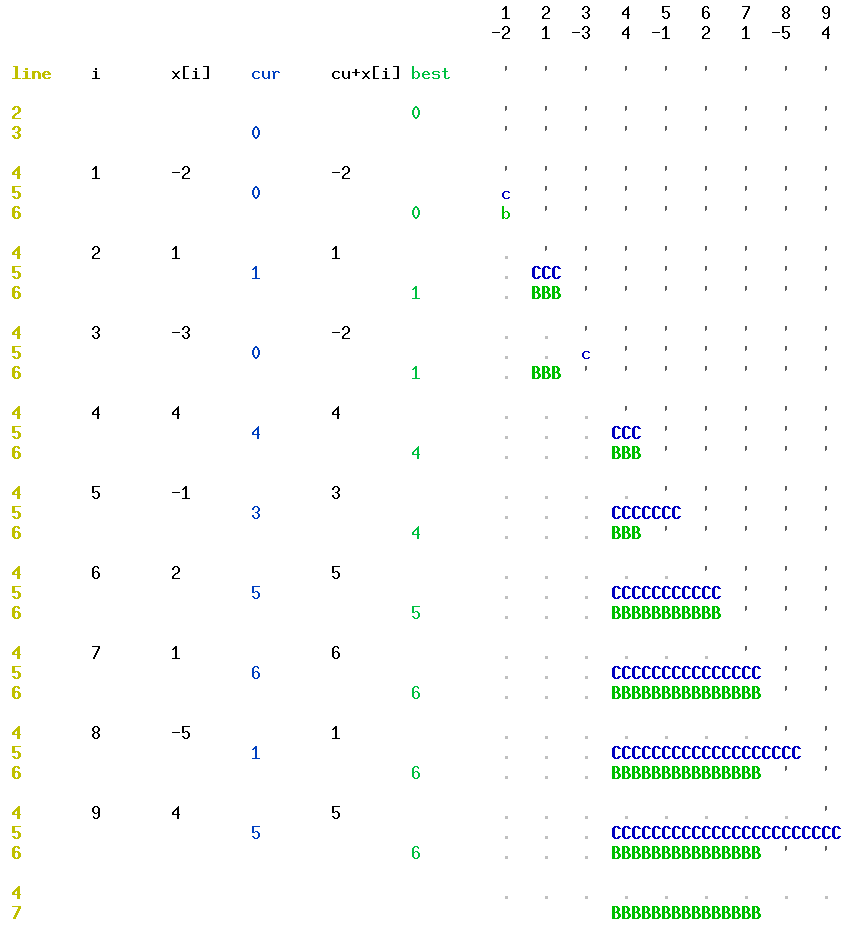 1 2 3 4 5 6 7 8 9
-2 1 -3 4 -1 2 1 -5 4
line i x[i] cur cu+x[i] best ' ' ' ' ' ' ' ' '
2 0 ' ' ' ' ' ' ' ' '
3 0 ' ' ' ' ' ' ' ' '
4 1 -2 -2 ' ' ' ' ' ' ' ' '
5 0 c ' ' ' ' ' ' ' '
6 0 b ' ' ' ' ' ' ' '
4 2 1 1 . ' ' ' ' ' ' ' '
5 1 . CCC ' ' ' ' ' ' '
6 1 . BBB ' ' ' ' ' ' '
4 3 -3 -2 . . ' ' ' ' ' ' '
5 0 . . c ' ' ' ' ' '
6 1 . BBB ' ' ' ' ' ' '
4 4 4 4 . . . ' ' ' ' ' '
5 4 . . . CCC ' ' ' ' '
6 4 . . . BBB ' ' ' ' '
4 5 -1 3 . . . . ' ' ' ' '
5 3 . . . CCCCCCC ' ' ' '
6 4 . . . BBB ' ' ' ' '
4 6 2 5 . . . . . ' ' ' '
5 5 . . . CCCCCCCCCCC ' ' '
6 5 . . . BBBBBBBBBBB ' ' '
4 7 1 6 . . . . . . ' ' '
5 6 . . . CCCCCCCCCCCCCCC ' '
6 6 . . . BBBBBBBBBBBBBBB ' '
4 8 -5 1 . . . . . . . ' '
5 1 . . . CCCCCCCCCCCCCCCCCCC '
6 6 . . . BBBBBBBBBBBBBBB ' '
4 9 4 5 . . . . . . . . '
5 5 . . . CCCCCCCCCCCCCCCCCCCCCCC
6 6 . . . BBBBBBBBBBBBBBB ' '
4 . . . . . . . . .
7 BBBBBBBBBBBBBBB